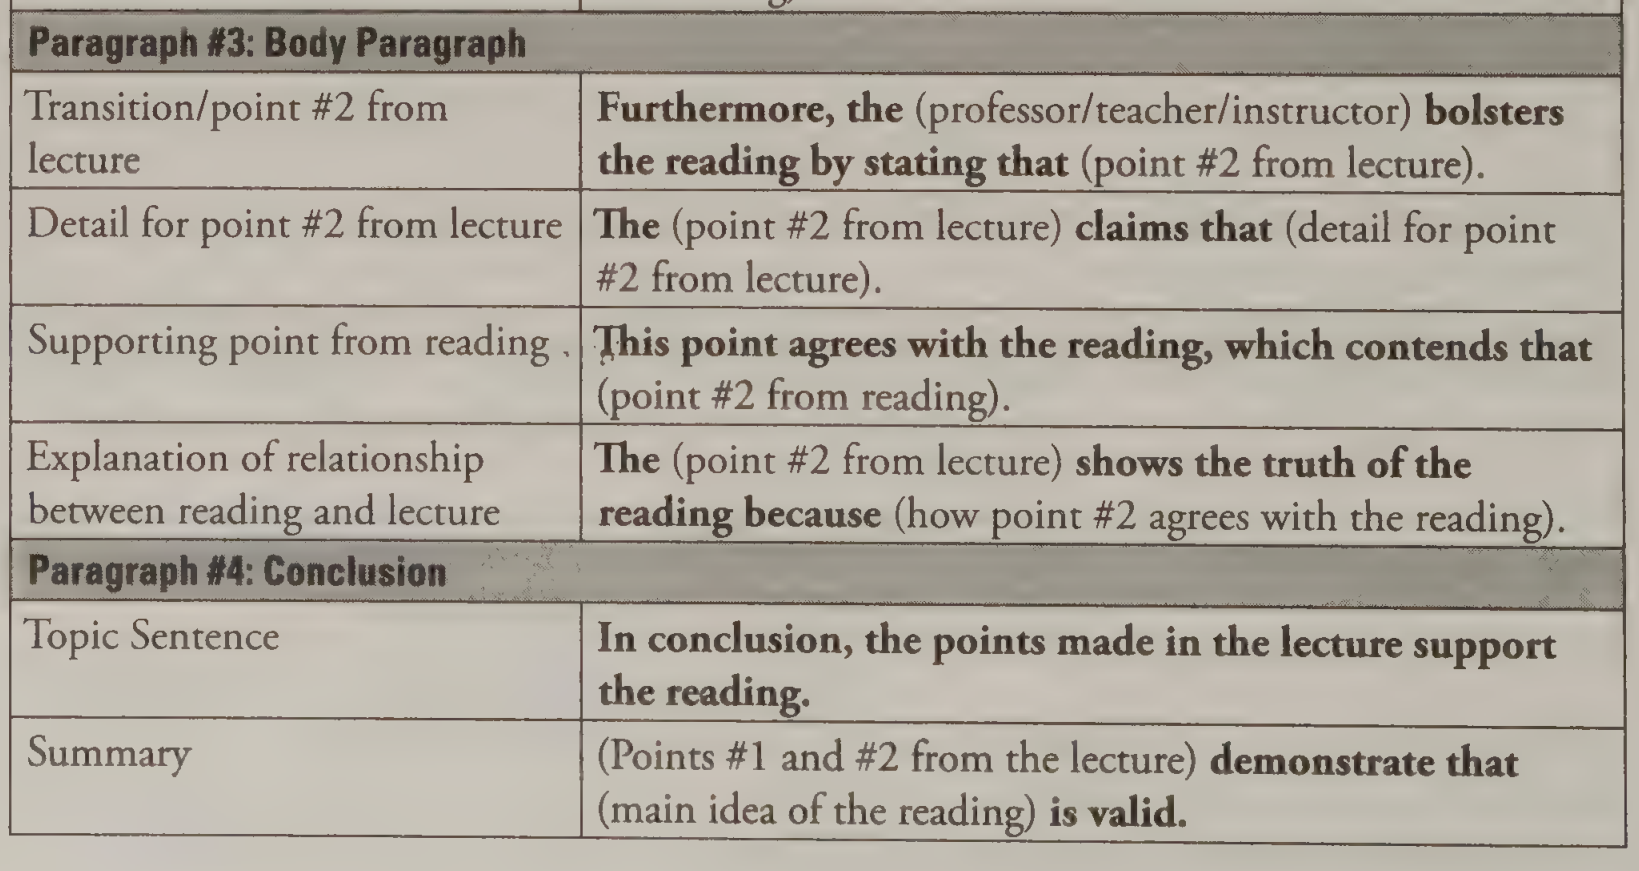 Paragraph #3: Body Paragraph
Transition/point #2 from
lecture
Furthermore, the (professor/teacher/instructor) bolsters
the reading by stating that (point #2 from lecture).
Detail for point #2 from lecture
The (point #2 from lecture) claims that (detail for point
#2 from lecture).
Supporting point from reading
This point agrees with the reading, which contends that
(point #2 from reading).
Explanation of relationship
between reading and lecture
The (point #2 from lecture) shows the truth of the
reading because (how point #2 agrees with the reading).
Paragraph #4: Conclusion
Topic Sentence
In conclusion, the points made in the lecture support
the reading.
Summary
(Points #1 and #2 from the lecture) demonstrate that
(main idea of the reading) is valid.